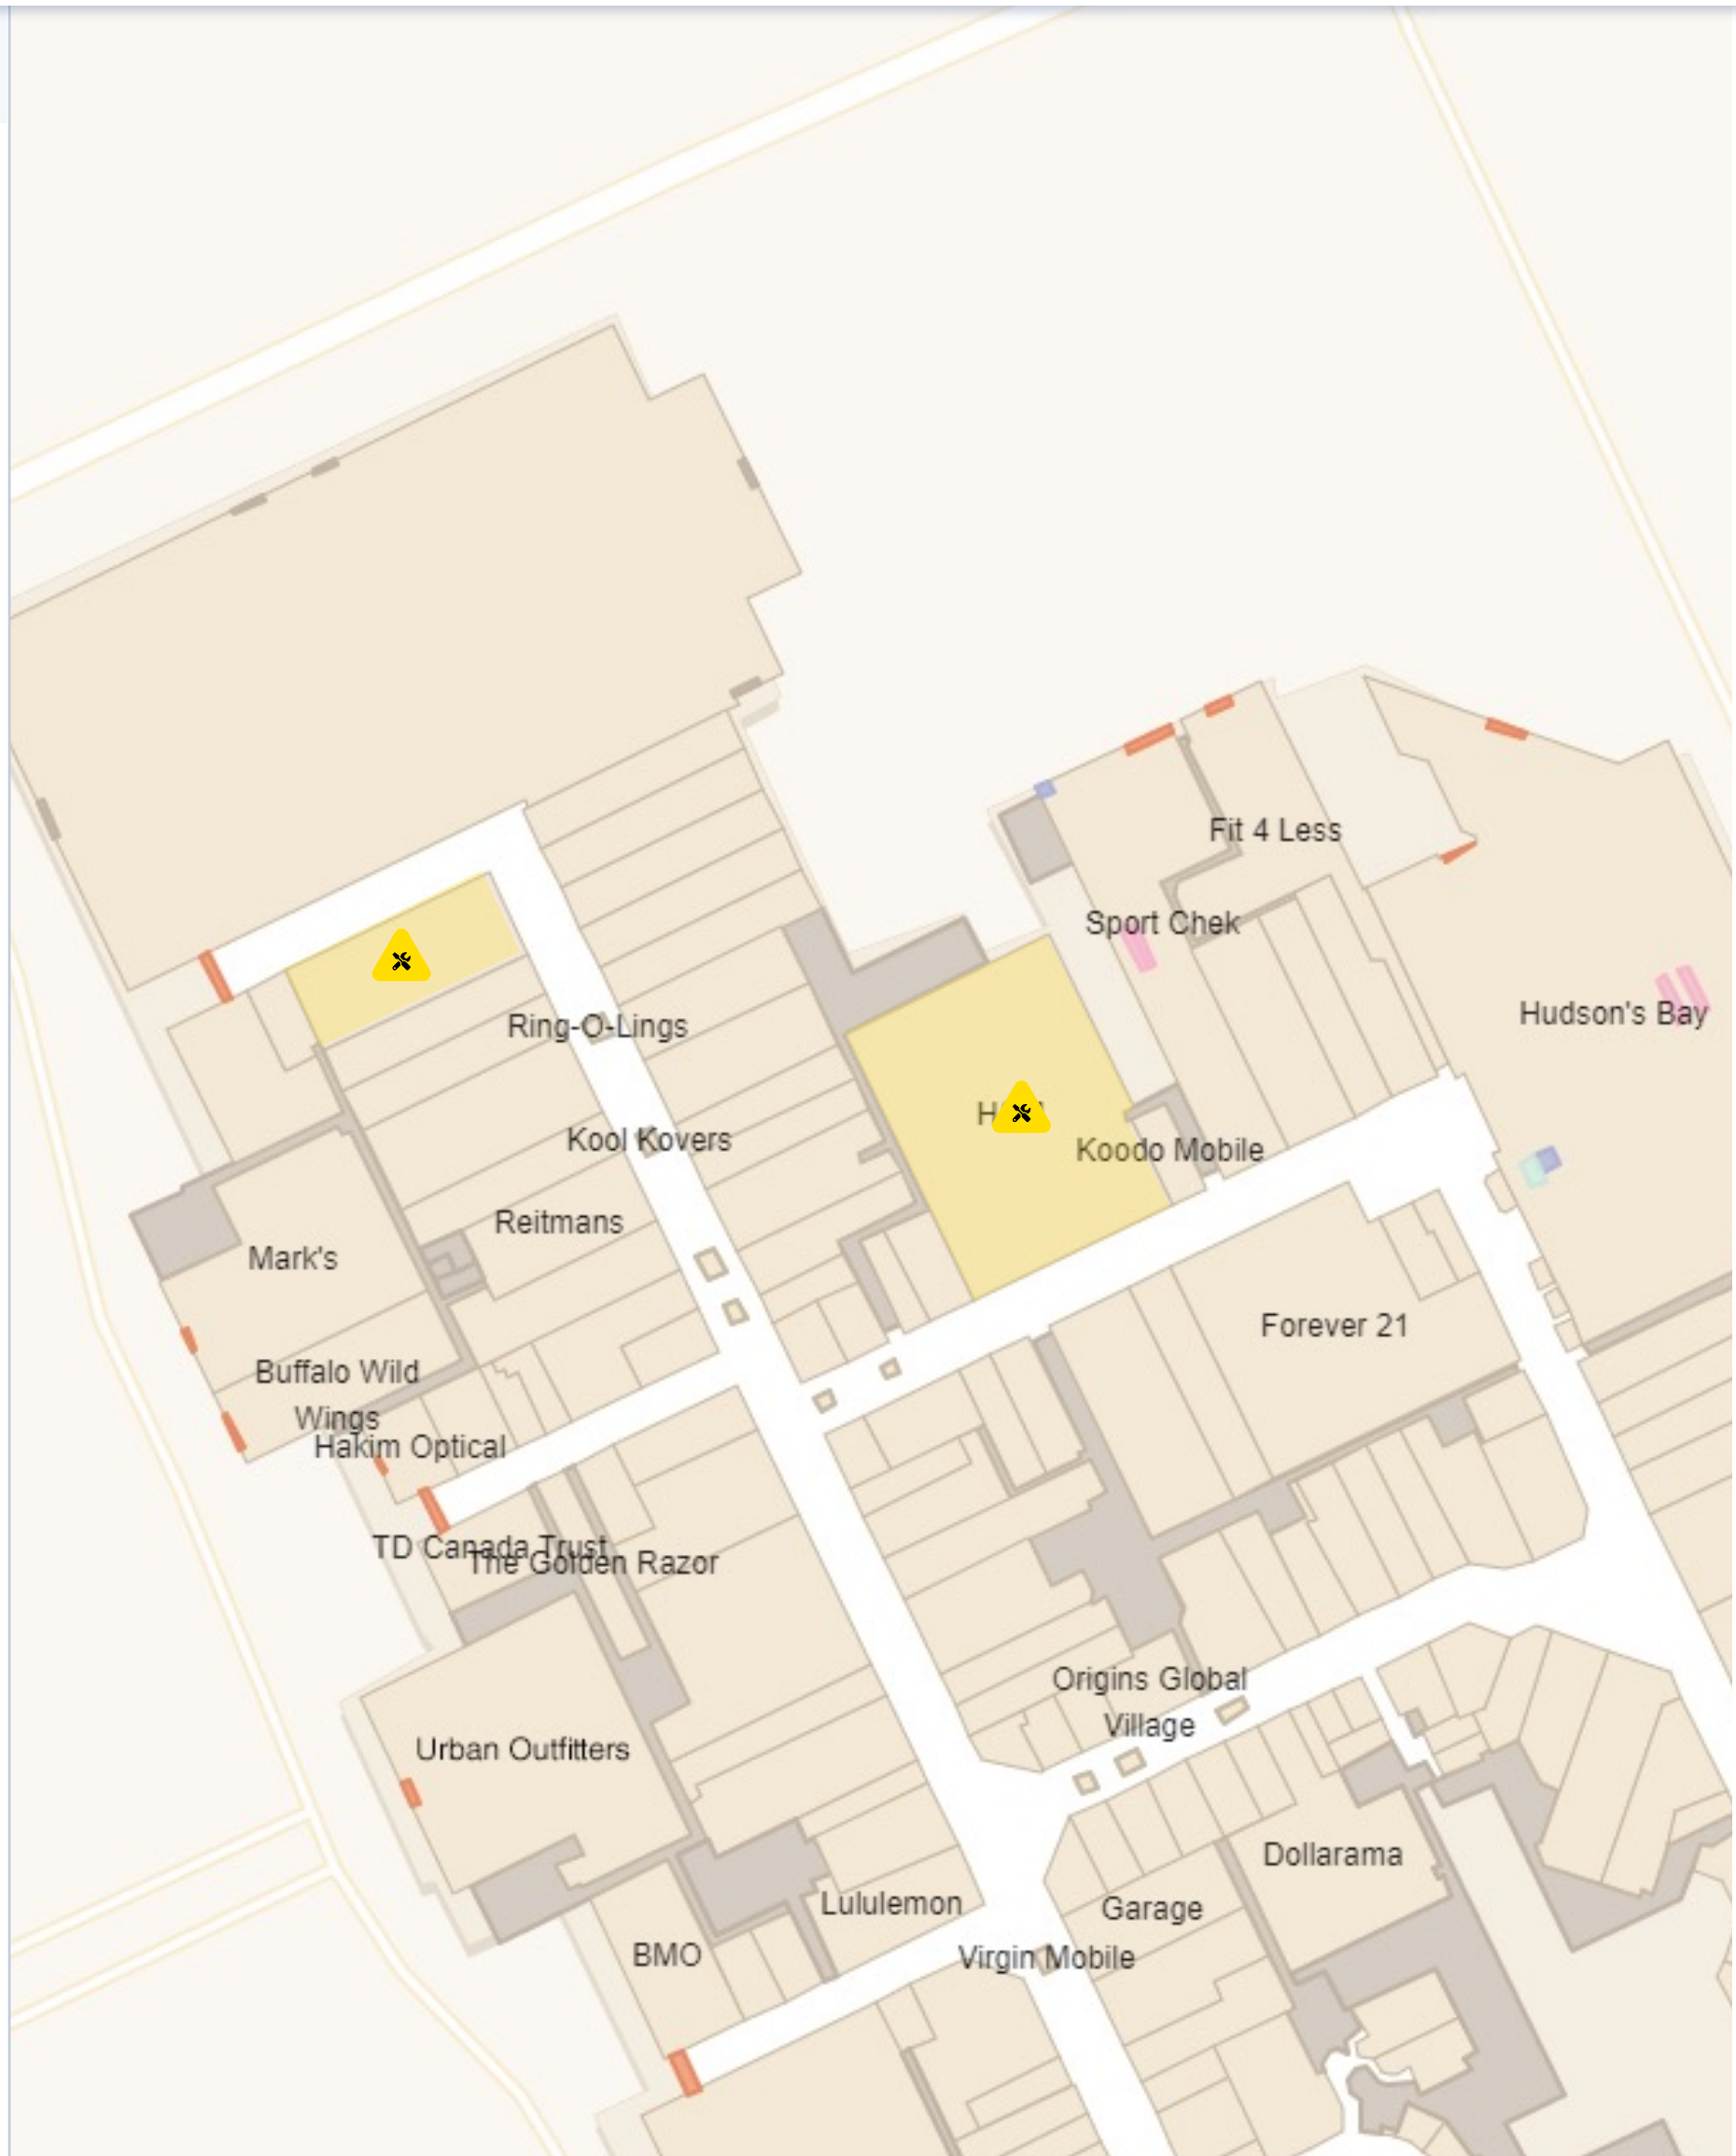 Fit 4 Less
Sport Chek
Hudson's Bay
Ring-O-Lings
Koodo Mobile
Kool Kovers
Reitmans
Mark's
Forever 21
Buffalo Wild
Wings
Hakim Optical
TD Canada Trust
The Golden Razor
Origins Global
Village
Urban Outfitters
Dollarama
Lululemon
Garage
BMO
Virgin Mobile